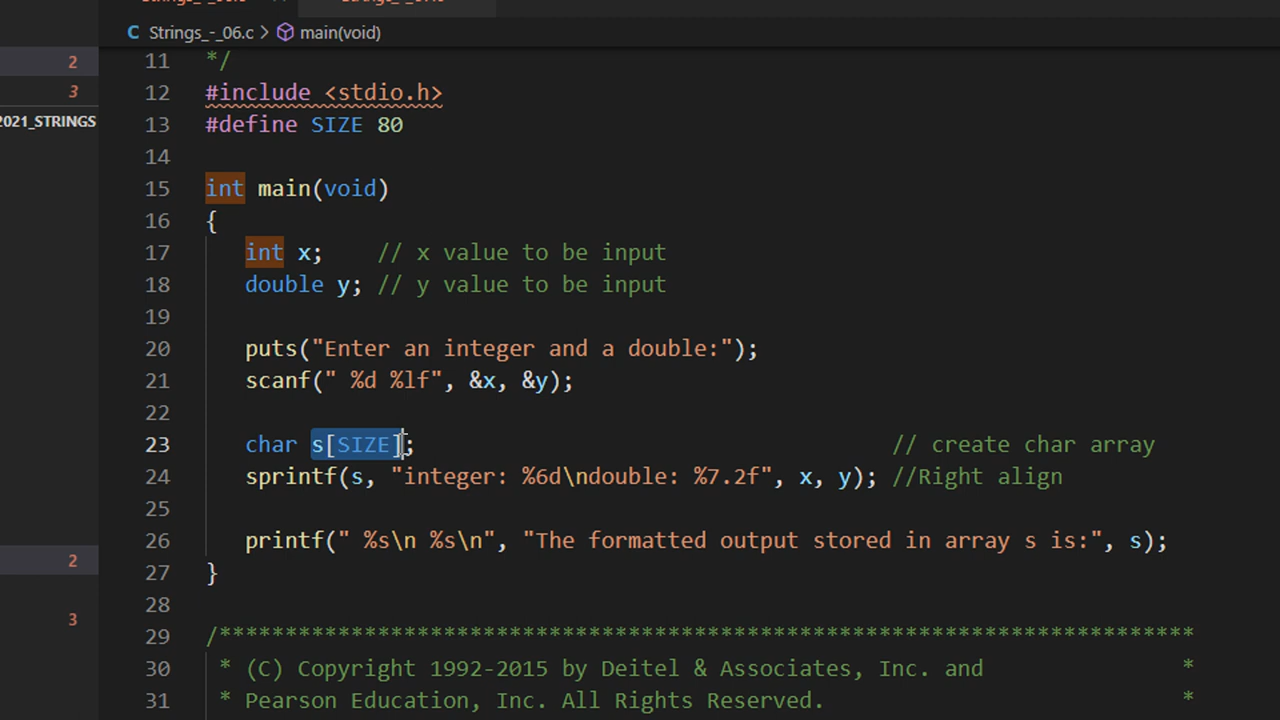 C Strings_-_06.c > main(void)
2
3
2021_STRINGS
2
3
11 */
12 #include <stdio.h>
13 #define SIZE 80
14
15 int main(void)
16 {
17 int x; // x value to be input
18 double y; // y value to be input
19
20 puts("Enter an integer and a double:");
21 scanf(" %d %lf", &x, &y);
22
23 char s[SIZE]; // create char array
24 sprintf(s, "integer: %6d\ndouble: %7.2f", x, y); //Right align
25
26 printf(" %s\n %s\n", "The formatted output stored in array s is:", s);
27 }
28
29 /**************************************************************************
30 * (C) Copyright 1992-2015 by Deitel & Associates, Inc. and *
31 * Pearson Education, Inc. All Rights Reserved. *